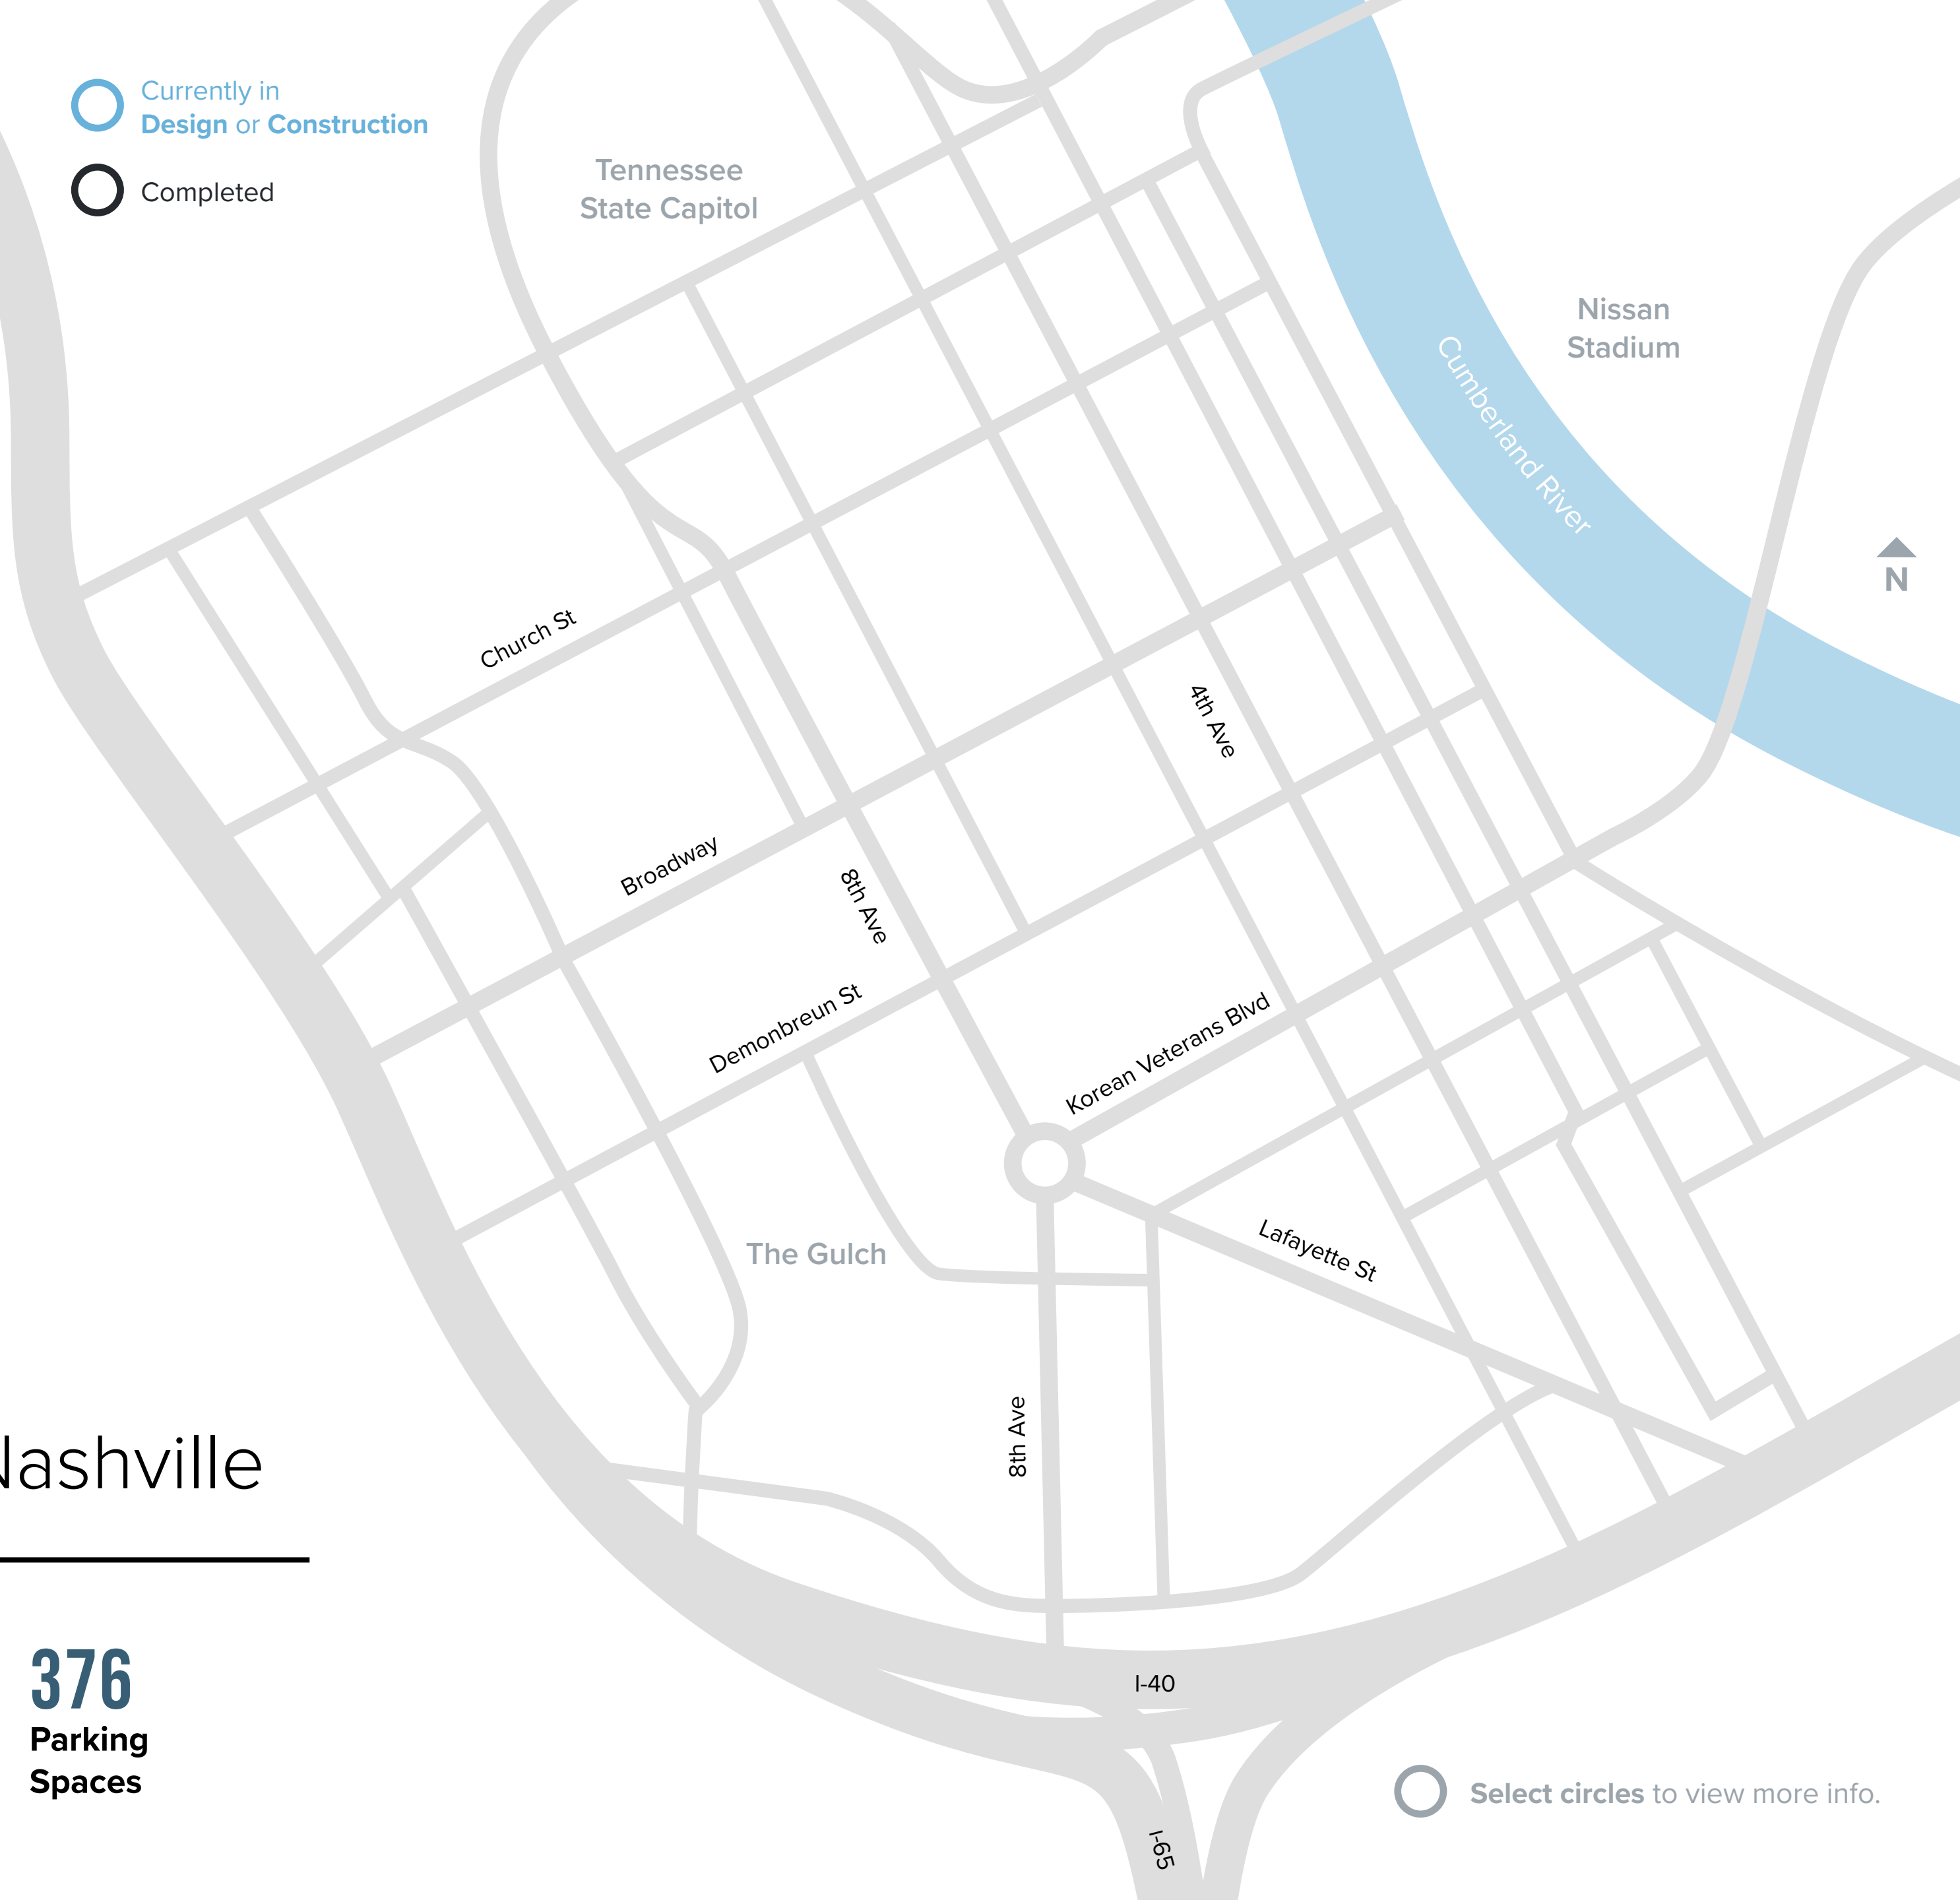 Currently in
Design or Construction
Completed
Tennessee
State Capitol
Nissan
Stadium
Cumberland River
N
Church St
4th Ave
Broadway
8th Ave
Demonbreun St
Korean Veterans Blvd
The Gulch
Lafayette St
8th Ave
Nashville
376
Parking
Spaces
I-40
Select circles to view more info.
I-65